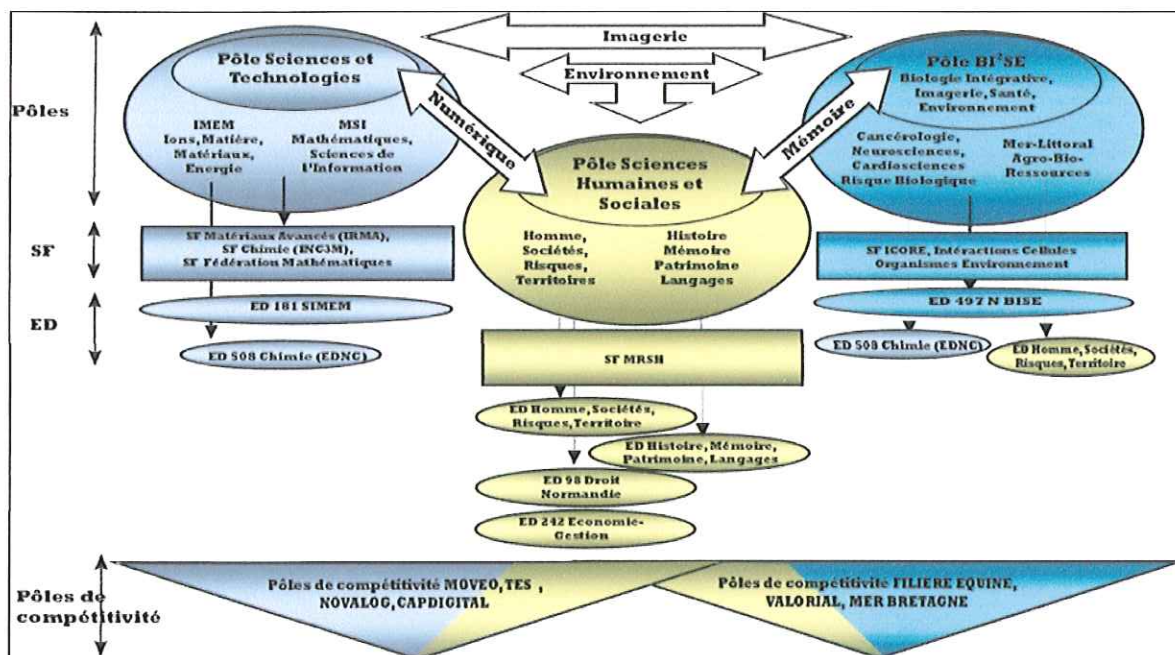 Imagerie
Environnement
Numérique
Mémoire
Pôles
Pôle Sciences et
Technologies
IMEM
Ions, Matière,
Matériaux,
Energie
MSI
Mathématiques,
Sciences de
l'Information
Pôle Sciences
Humaines et
Sociales
Homme,
Sociétés,
Risques,
Territoires
Histoire
Mémoire
Patrimoine
Langages
Pôle BI²SE
Biologie Intégrative,
Imagerie, Santé,
Environnement
Cancérologie,
Neurosciences,
Cardiosciences
Risque Biologique
Mer-Littoral
Agro-Bio-
Ressources
SF
SF Matériaux Avancés (IRMA),
SF Chimie (INC3M),
SF Fédération Mathématiques
SF ICORE, Intéractions Cellules
Organismes Environnement
ED
ED 181 SIMEM
ED 508 Chimie (EDNC)
SF MRSH
ED Homme, Sociétés,
Risques, Territoire
ED Histoire, Mémoire,
Patrimoine, Langages
ED 98 Droit
Normandie
ED 242 Economie-
Gestion
ED 497 N BISE
ED 508 Chimie (EDNC)
ED Homme, Sociétés,
Risques, Territoire
Pôles de
compétitivité
Pôles de compétitivité MOVEO, TES ,
NOVALOG, CAPDIGITAL
Pôles de compétitivité FILIERE EQUINE,
VALORIAL, MER BRETAGNE